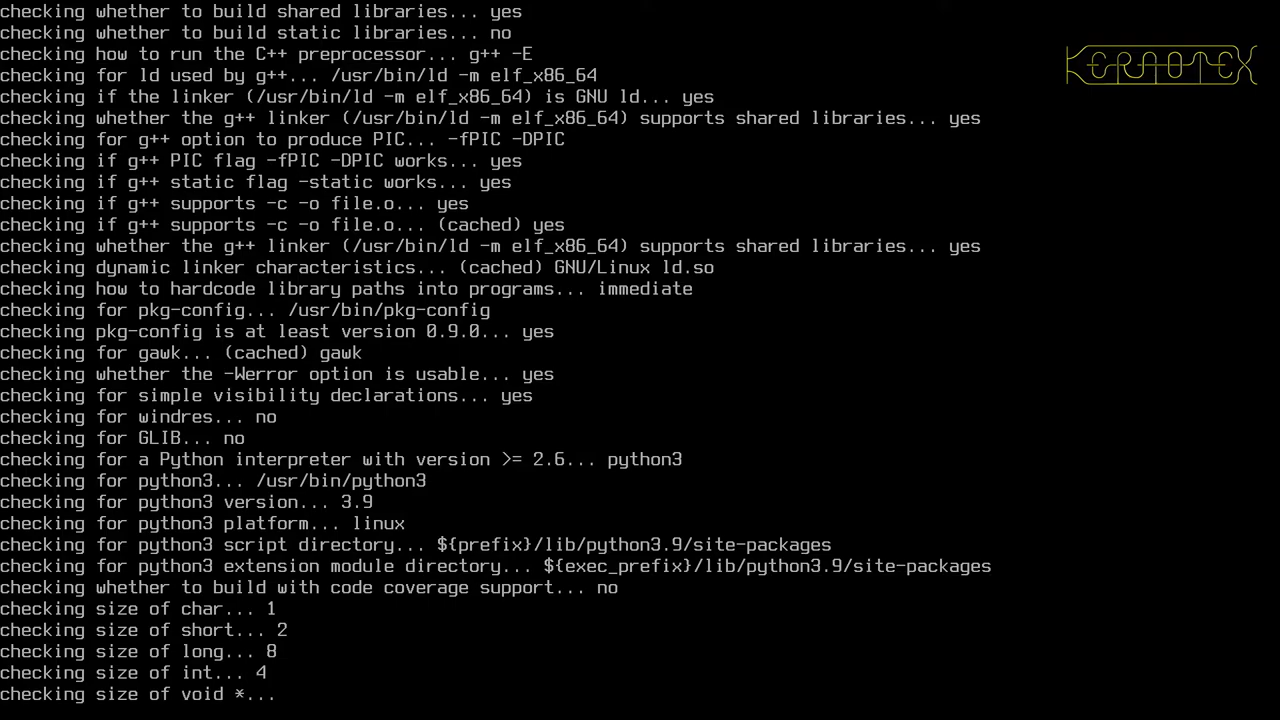 checking whether to build shared libraries... yes
checking whether to build static libraries... no
checking how to run the C++ preprocessor... g++ -E
checking for ld used by g++... /usr/bin/ld -m elf_x86_64
checking if the linker (/usr/bin/ld -m elf_x86_64) is GNU ld... yes
checking whether the g++ linker (/usr/bin/ld -m elf_x86_64) supports shared libraries... yes
checking for g++ option to produce PIC... -fPIC -DPIC
checking if g++ PIC flag -fPIC -DPIC works... yes
checking if g++ static flag -static works... yes
checking if g++ supports -c -o file.o... yes
checking if g++ supports -c -o file.o... (cached) yes
checking whether the g++ linker (/usr/bin/ld -m elf_x86_64) supports shared libraries... yes
checking dynamic linker characteristics... (cached) GNU/Linux ld.so
checking how to hardcode library paths into programs... immediate
checking for pkg-config... /usr/bin/pkg-config
checking pkg-config is at least version 0.9.0... yes
checking for gawk... (cached) gawk
checking whether the -Werror option is usable... yes
checking for simple visibility declarations... yes
checking for windres... no
checking for GLIB... no
checking for a Python interpreter with version >= 2.6... python3
checking for python3... /usr/bin/python3
checking for python3 version... 3.9
checking for python3 platform... linux
checking for python3 script directory... ${prefix}/lib/python3.9/site-packages
checking for python3 extension module directory... ${exec_prefix}/lib/python3.9/site-packages
checking whether to build with code coverage support... no
checking size of char... 1
checking size of short... 2
checking size of long... 8
checking size of int... 4
checking size of void *...
KERNOTEX